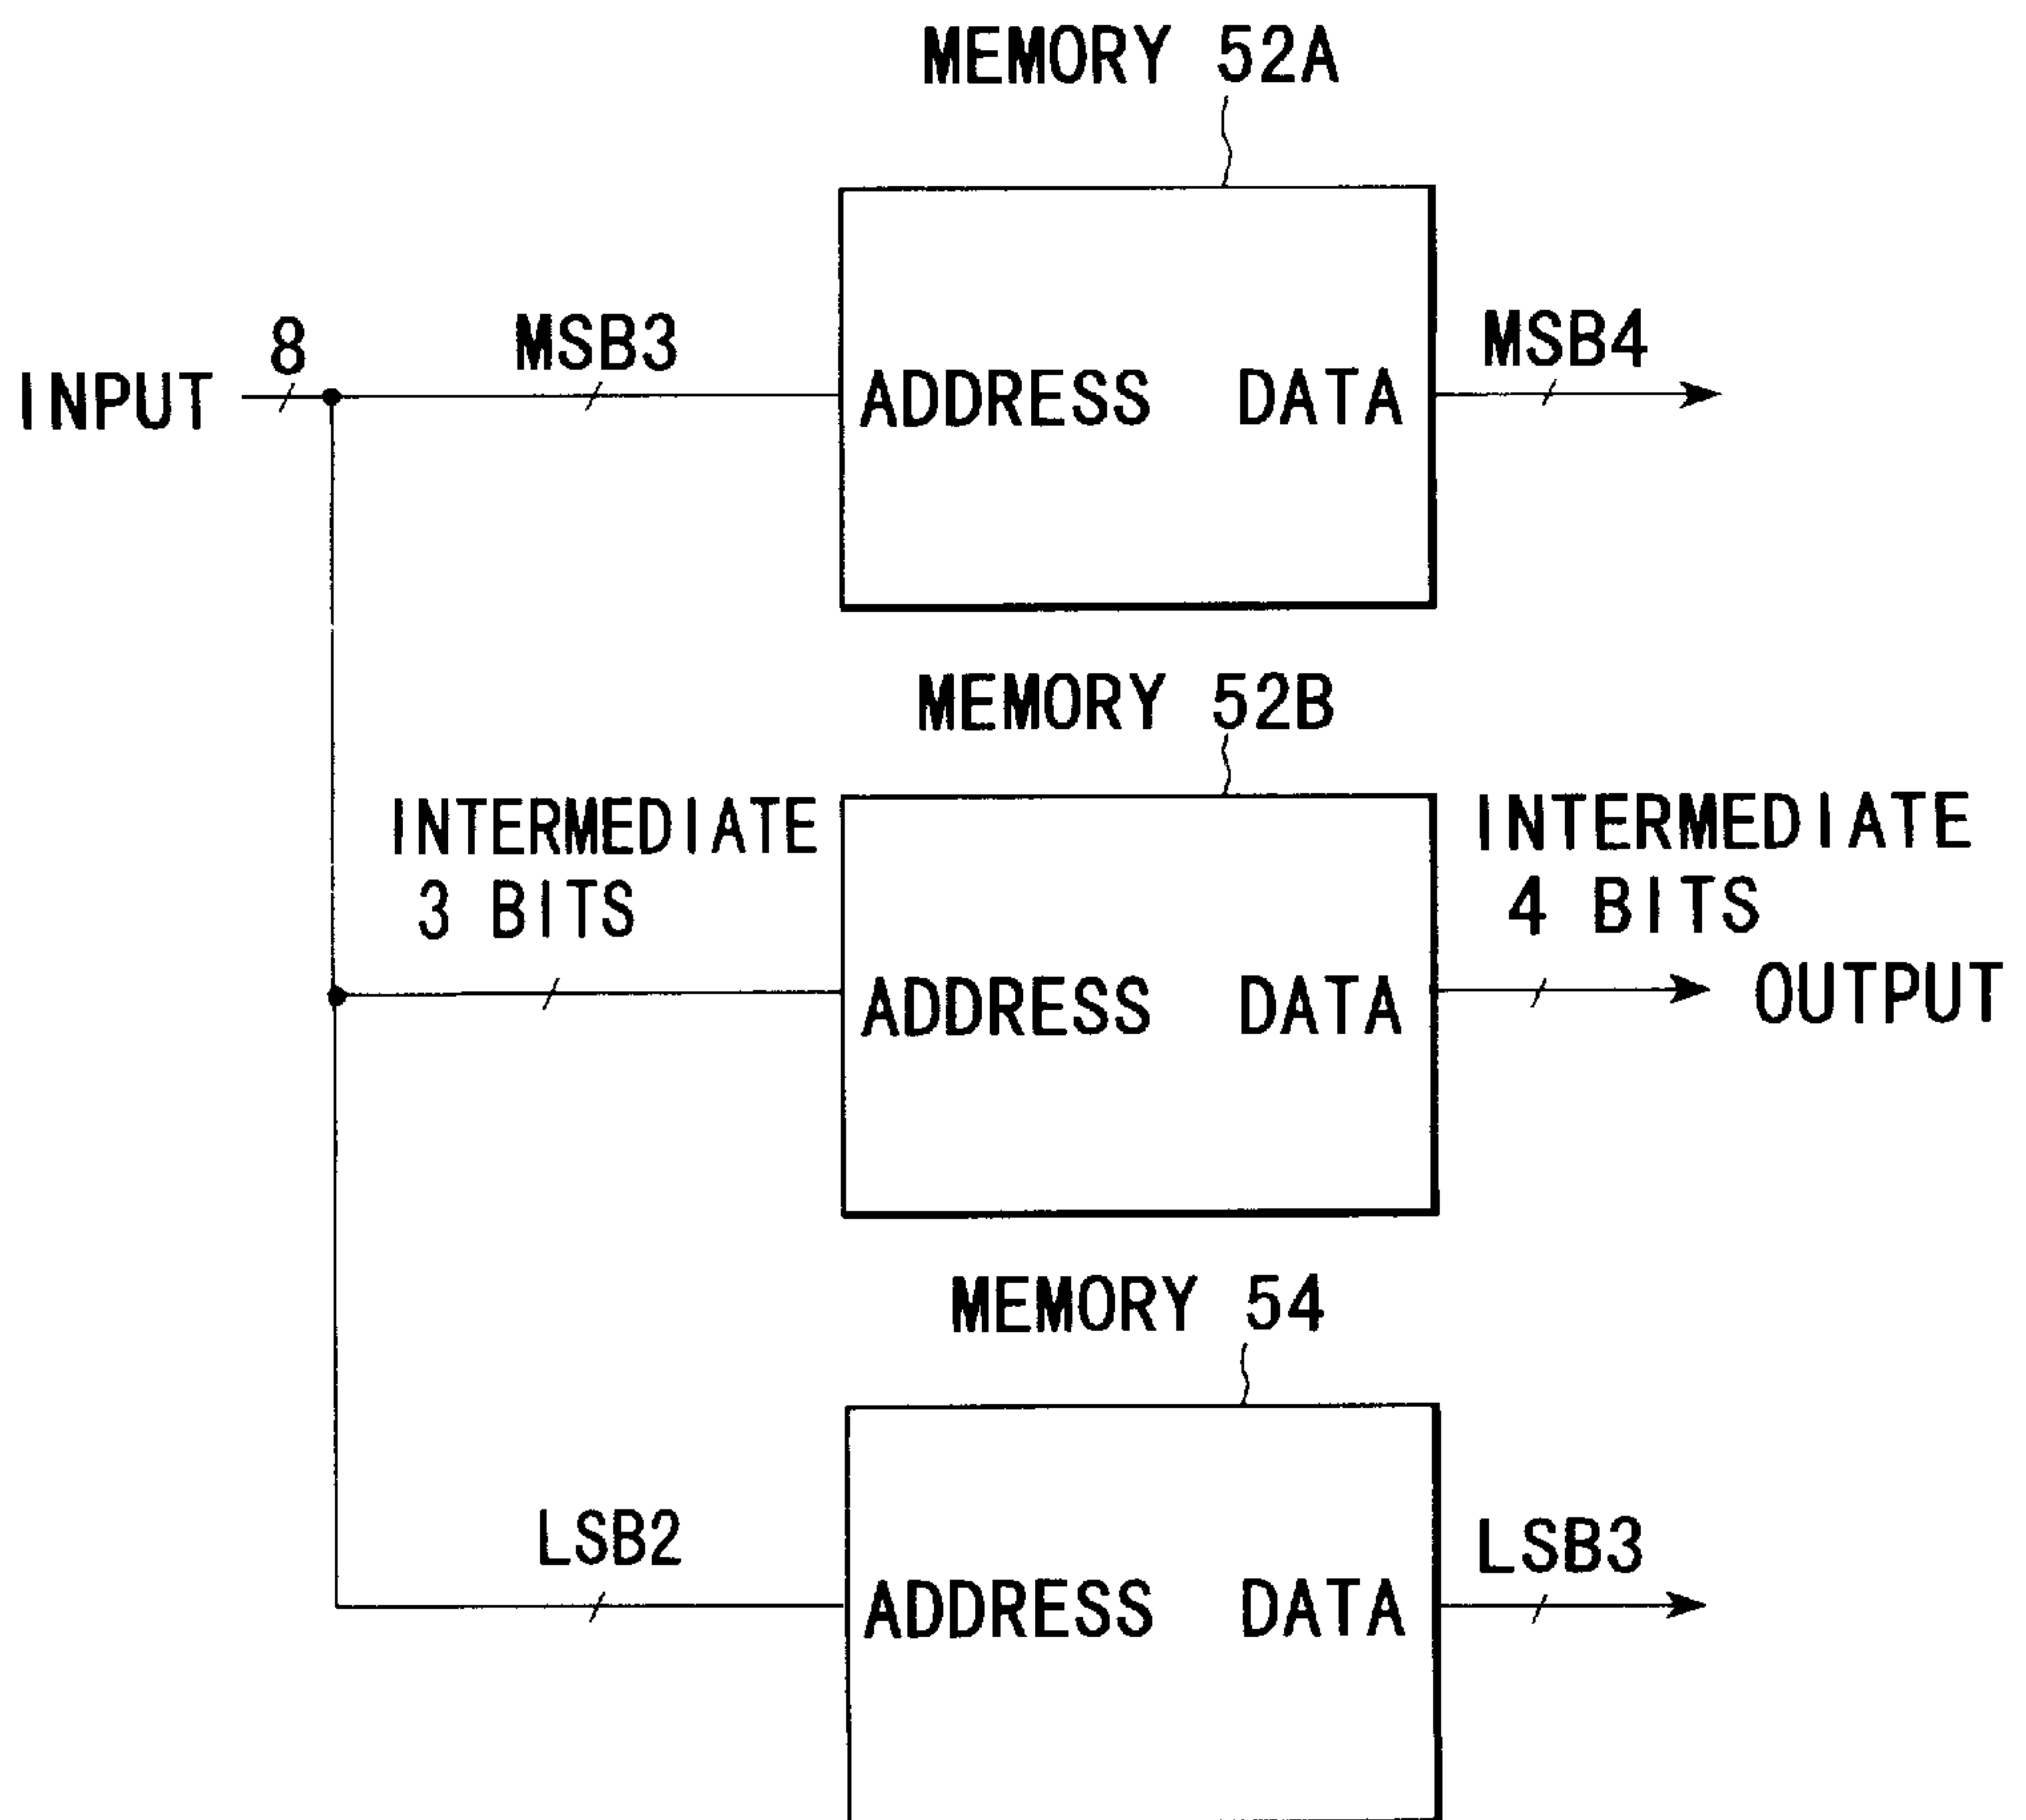 MEMORY 52A
8
MSB3
MSB4
INPUT
ADDRESS DATA
MEMORY 52B
INTERMEDIATE
3 BITS
INTERMEDIATE
4 BITS
ADDRESS DATA
OUTPUT
MEMORY 54
LSB2
LSB3
ADDRESS DATA